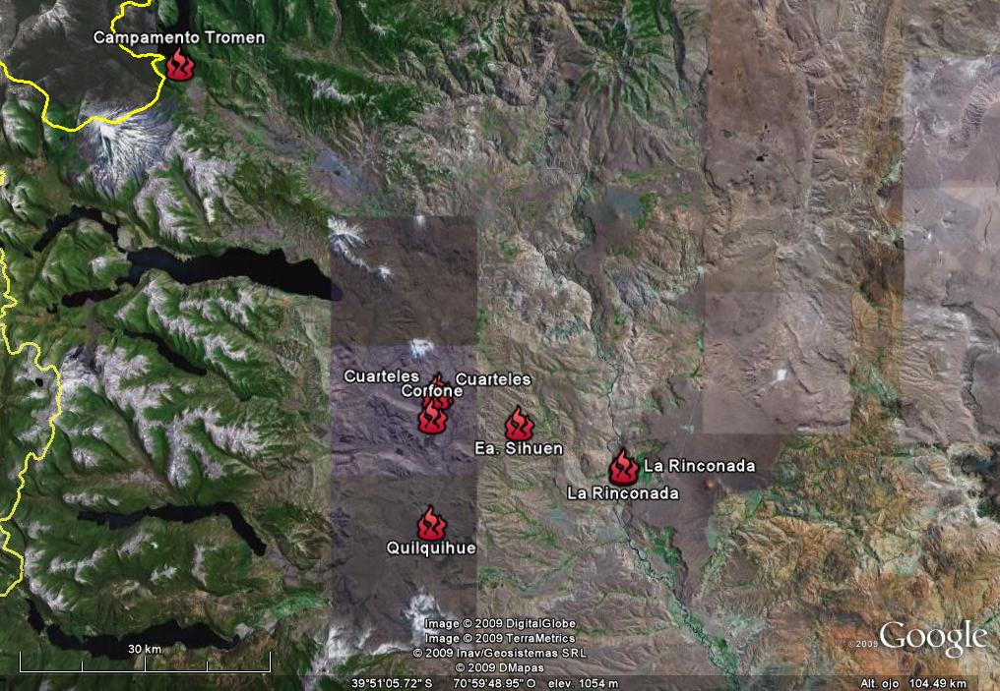 Campamento Tromen
Cuarteles
Cuarteles
Corfone
Ea. Sihuen
La Rinconada
La Rinconada
Quilquihue
Image © 2009 DigitalGlobe
Image © 2009 TerraMetrics
© 2009 Inav/Geosistemas SRL
© 2009 DMapas
©2009 Google
30 km
39°51'05.72" S 70°59'48.95" O elev. 1054 m
Alt. ojo 104.49 km